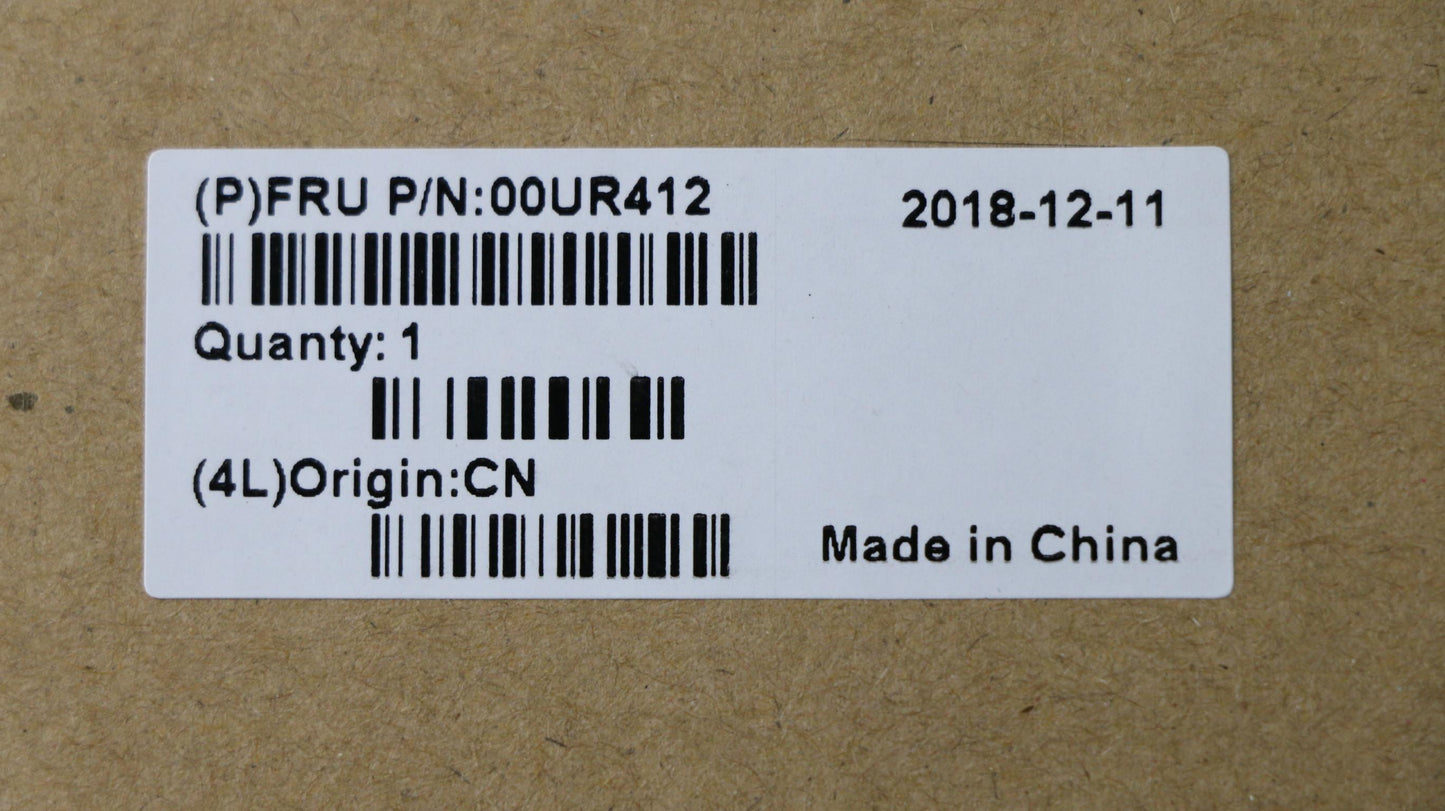 (P)FRU P/N:00UR412
2018-12-11
Quanty: 1
(4L)Origin:CN
Made in China